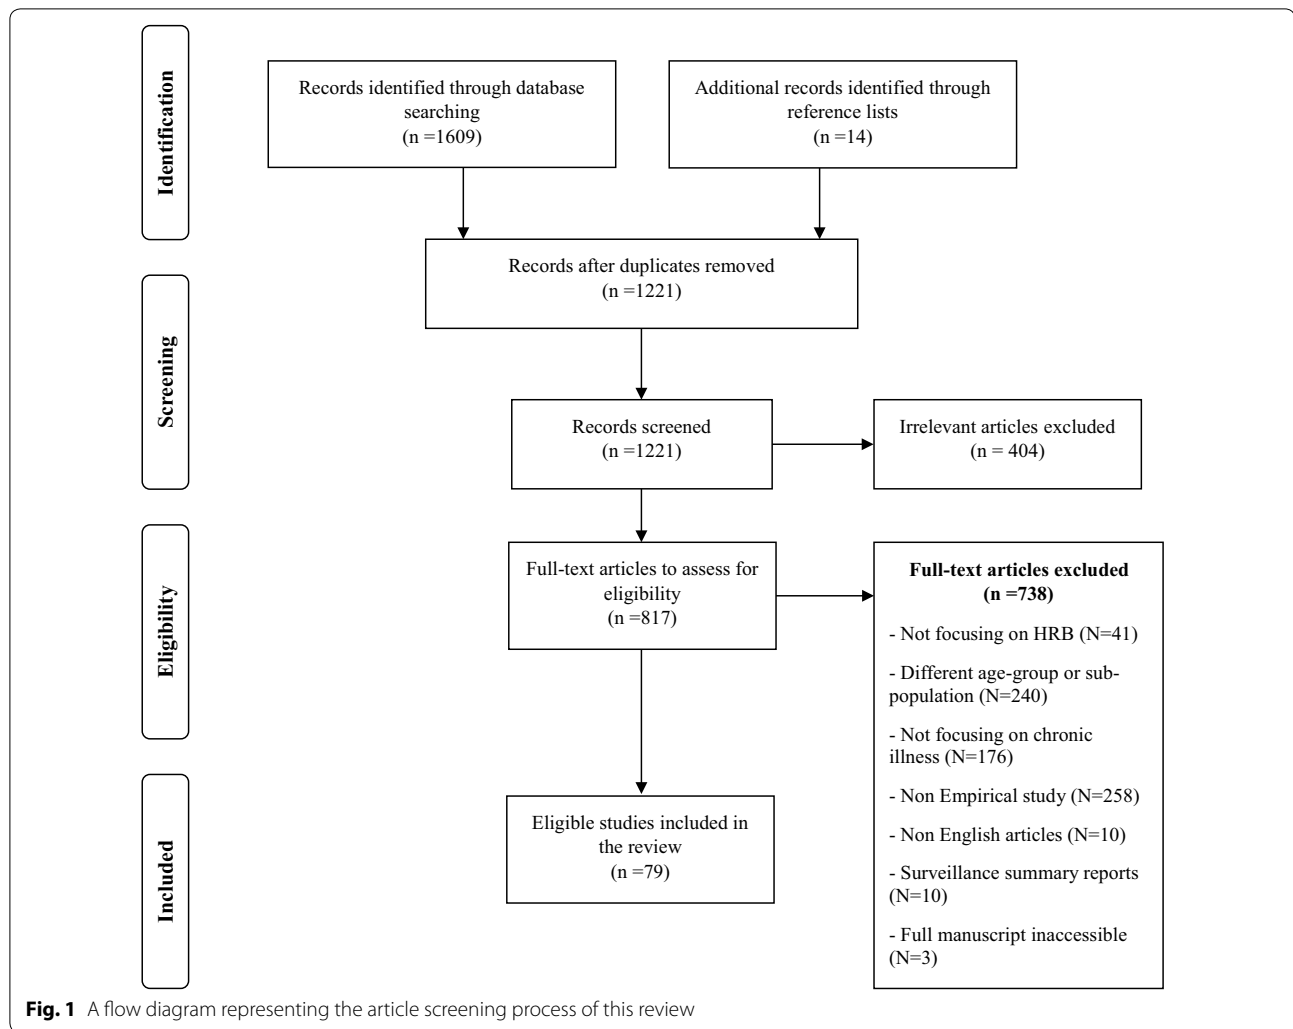 Identification
Records identified through database
searching
(n =1609)
Additional records identified through
reference lists
(n =14)
Records after duplicates removed
(n =1221)
Screening
Records screened
(n =1221)
Irrelevant articles excluded
(n = 404)
Eligibility
Full-text articles to assess for
eligibility
(n =817)
Full-text articles excluded
(n =738)
- Not focusing on HRB (N=41)
- Different age-group or sub-
population (N=240)
- Not focusing on chronic
illness (N=176)
- Non Empirical study (N=258)
- Non English articles (N=10)
- Surveillance summary reports
(N=10)
- Full manuscript inaccessible
(N=3)
Included
Eligible studies included in
the review
(n =79)
Fig. 1 A flow diagram representing the article screening process of this review